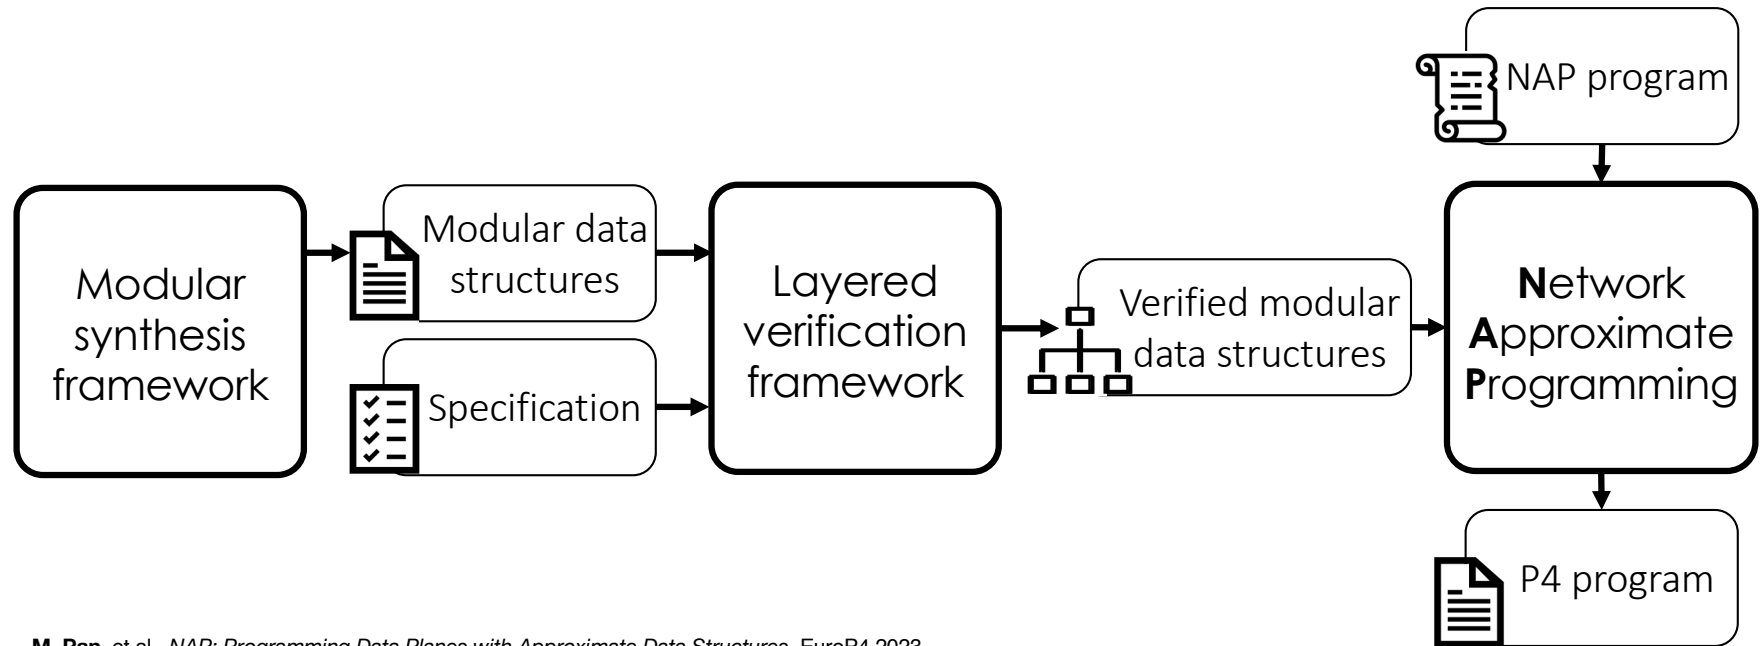 NAP program
Modular
synthesis
framework
Modular data
structures
Specification
Layered
verification
framework
Verified modular
data structures
Network
Approximate
Programming
P4 program
M. Pan, et al., NAP: Programming Data Planes with Approximate Data Structures, EuroP4 2023